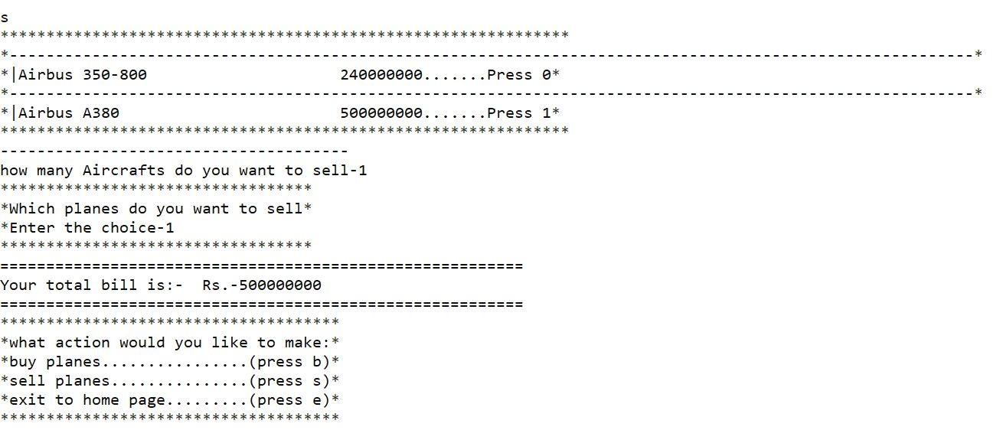 s
**************************************************************
*---------------------------------------------------------------------------------------------------------*
*|Airbus 350-800                     240000000.......Press 0*
*---------------------------------------------------------------------------------------------------------*
*|Airbus A380                        500000000.......Press 1*
**************************************************************
--------------------------------------
how many Aircrafts do you want to sell-1
**********************************
*Which planes do you want to sell*
*Enter the choice-1
**********************************
=========================================================
Your total bill is:-  Rs.-500000000
=========================================================
*************************************
*what action would you like to make:*
*buy planes................(press b)*
*sell planes...............(press s)*
*exit to home page.........(press e)*
*************************************